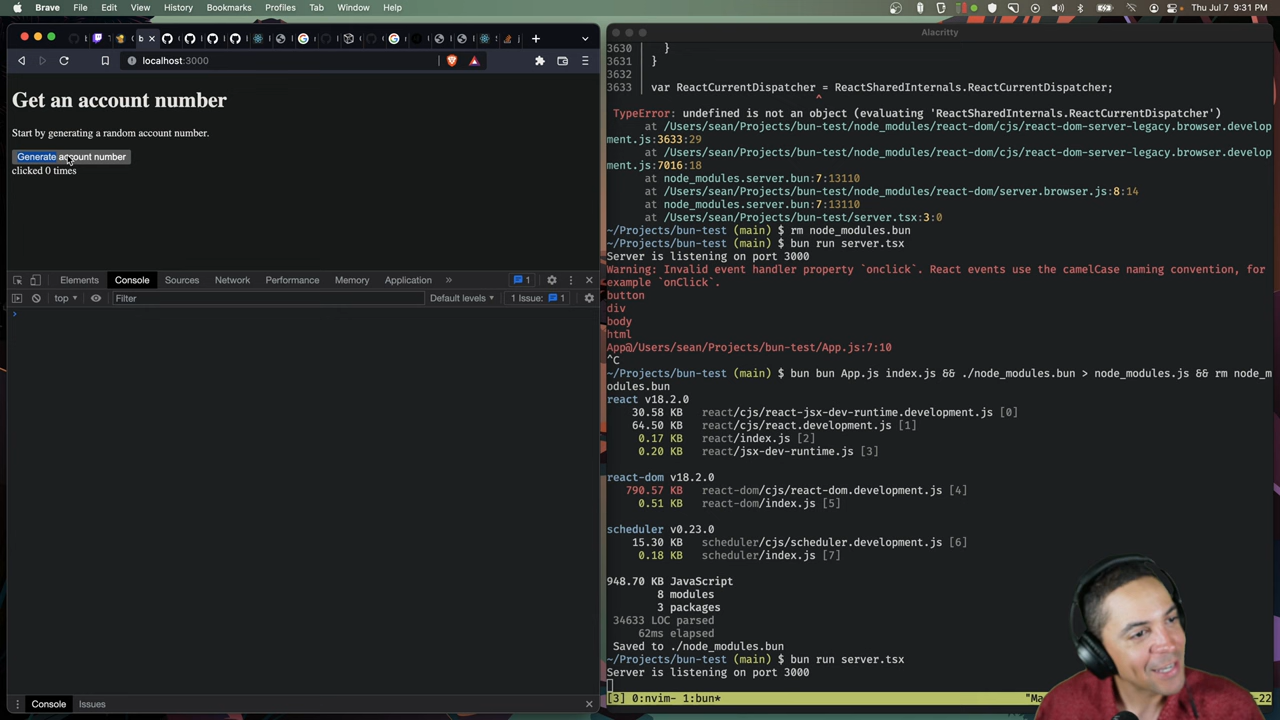 Brave File Edit View History Bookmarks Profiles Tab Window Help
Thu Jul 7 9:31 PM
localhost:3000
Get an account number
Start by generating a random account number.
Generate account number
clicked 0 times
Elements Console Sources Network Performance Memory Application » 1
top Filter Default levels 1 Issue: 1
›
Console Issues
Alacritty
3630 }
3631 }
3632
3633 var ReactCurrentDispatcher = ReactSharedInternals.ReactCurrentDispatcher;
^
TypeError: undefined is not an object (evaluating 'ReactSharedInternals.ReactCurrentDispatcher')
at /Users/sean/Projects/bun-test/node_modules/react-dom/cjs/react-dom-server-legacy.browser.develop
ment.js:3633:29
at /Users/sean/Projects/bun-test/node_modules/react-dom/cjs/react-dom-server-legacy.browser.develop
ment.js:7016:18
at node_modules.server.bun:7:13110
at /Users/sean/Projects/bun-test/node_modules/react-dom/server.browser.js:8:14
at node_modules.server.bun:7:13110
at /Users/sean/Projects/bun-test/server.tsx:3:0
~/Projects/bun-test (main) $ rm node_modules.bun
~/Projects/bun-test (main) $ bun run server.tsx
Server is listening on port 3000
Warning: Invalid event handler property `onclick`. React events use the camelCase naming convention, for
example `onClick`.
button
div
body
html
App@/Users/sean/Projects/bun-test/App.js:7:10
^C
~/Projects/bun-test (main) $ bun bun App.js index.js && ./node_modules.bun > node_modules.js && rm node_m
odules.bun
react v18.2.0
30.58 KB react/cjs/react-jsx-dev-runtime.development.js [0]
64.50 KB react/cjs/react.development.js [1]
0.17 KB react/index.js [2]
0.20 KB react/jsx-dev-runtime.js [3]
react-dom v18.2.0
790.57 KB react-dom/cjs/react-dom.development.js [4]
0.51 KB react-dom/index.js [5]
scheduler v0.23.0
15.30 KB scheduler/cjs/scheduler.development.js [6]
0.18 KB scheduler/index.js [7]
948.70 KB JavaScript
8 modules
3 packages
34633 LOC parsed
62ms elapsed
Saved to ./node_modules.bun
~/Projects/bun-test (main) $ bun run server.tsx
Server is listening on port 3000
[3] 0:nvim- 1:bun*
"Ma
-22